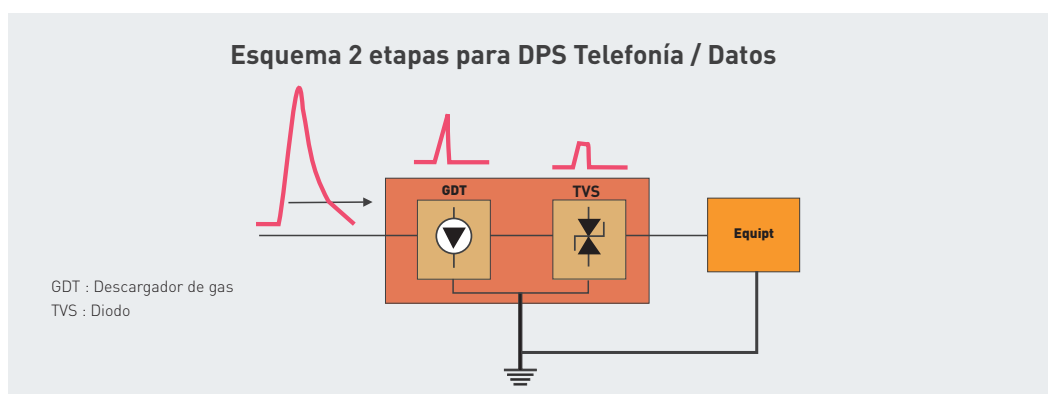 Esquema 2 etapas para DPS Telefonía / Datos
GDT
TVS
Equipt
GDT : Descargador de gas
TVS : Diodo